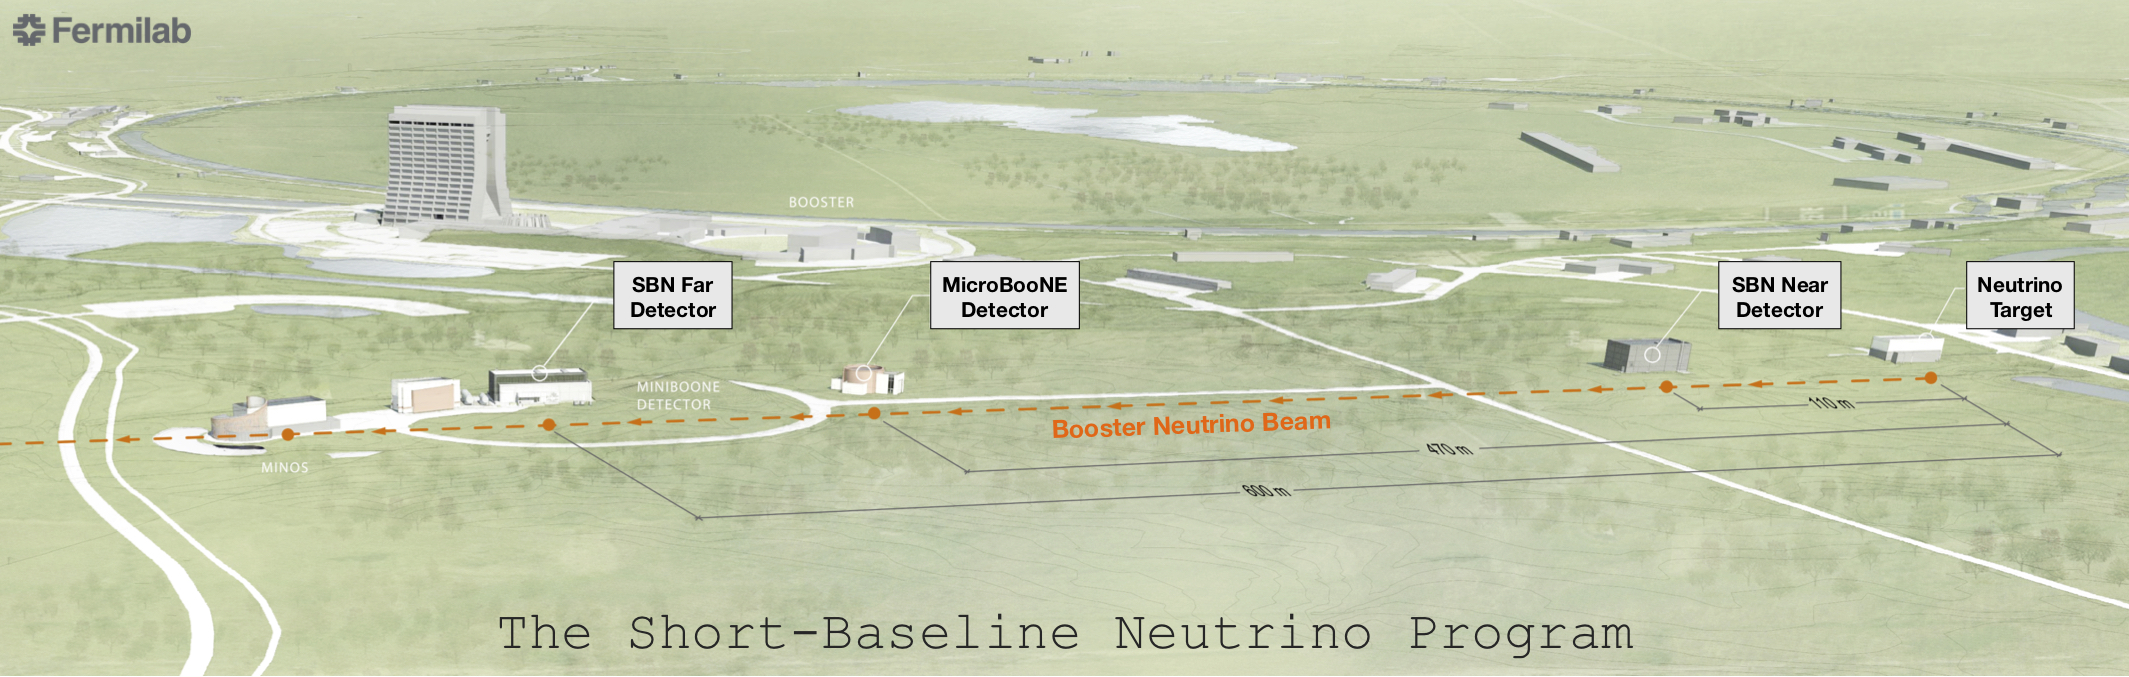 Fermilab
BOOSTER
SBN Far
Detector
MicroBooNE
Detector
SBN Near
Detector
Neutrino
Target
MINIBOONE
DETECTOR
110 m
Booster Neutrino Beam
470 m
MINOS
600 m
The Short-Baseline Neutrino Program